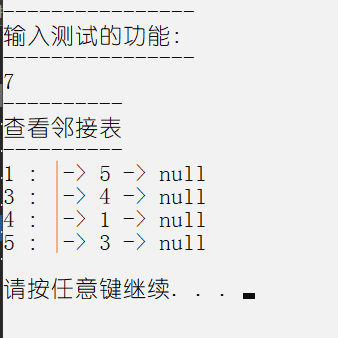 ----------------
输入测试的功能:
----------------
7
----------
查看邻接表
----------
1 : |-> 5 -> null
3 : |-> 4 -> null
4 : |-> 1 -> null
5 : |-> 3 -> null
请按任意键继续. . .